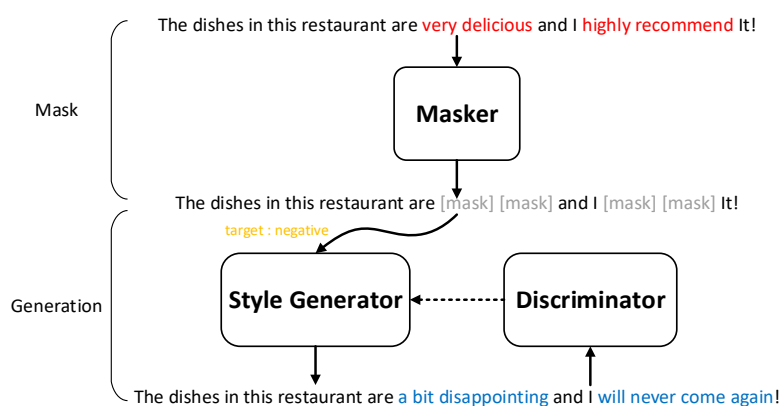 The dishes in this restaurant are very delicious and I highly recommend It!
Mask
Masker
The dishes in this restaurant are [mask] [mask] and I [mask] [mask] It!
target : negative
Generation
Style Generator
Discriminator
The dishes in this restaurant are a bit disappointing and I will never come again!